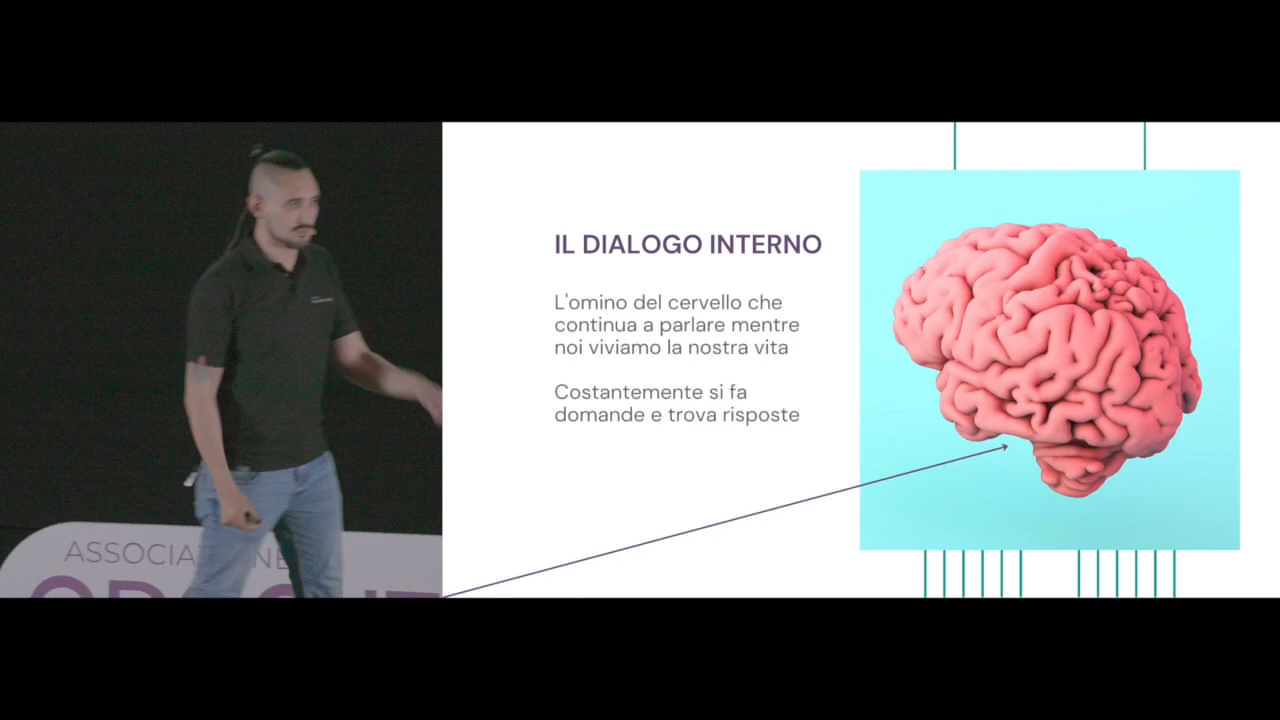 IL DIALOGO INTERNO
L'omino del cervello che
continua a parlare mentre
noi viviamo la nostra vita
Costantemente si fa
domande e trova risposte